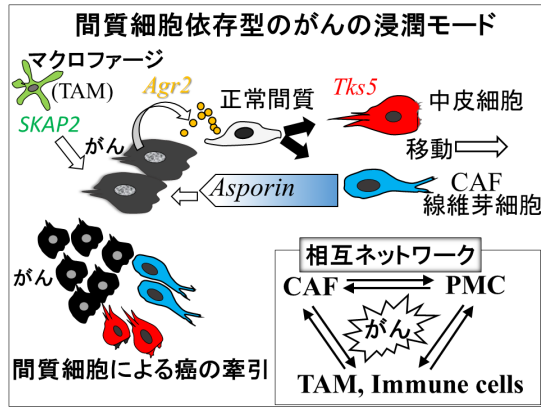 間質細胞依存型のがんの浸潤モード
マクロファージ
(TAM)
SKAP2
Agr2
正常間質
Tks5
中皮細胞
がん
移動
Asporin
CAF
線維芽細胞
がん
間質細胞による癌の牽引
相互ネットワーク
CAF
PMC
がん
TAM, Immune cells